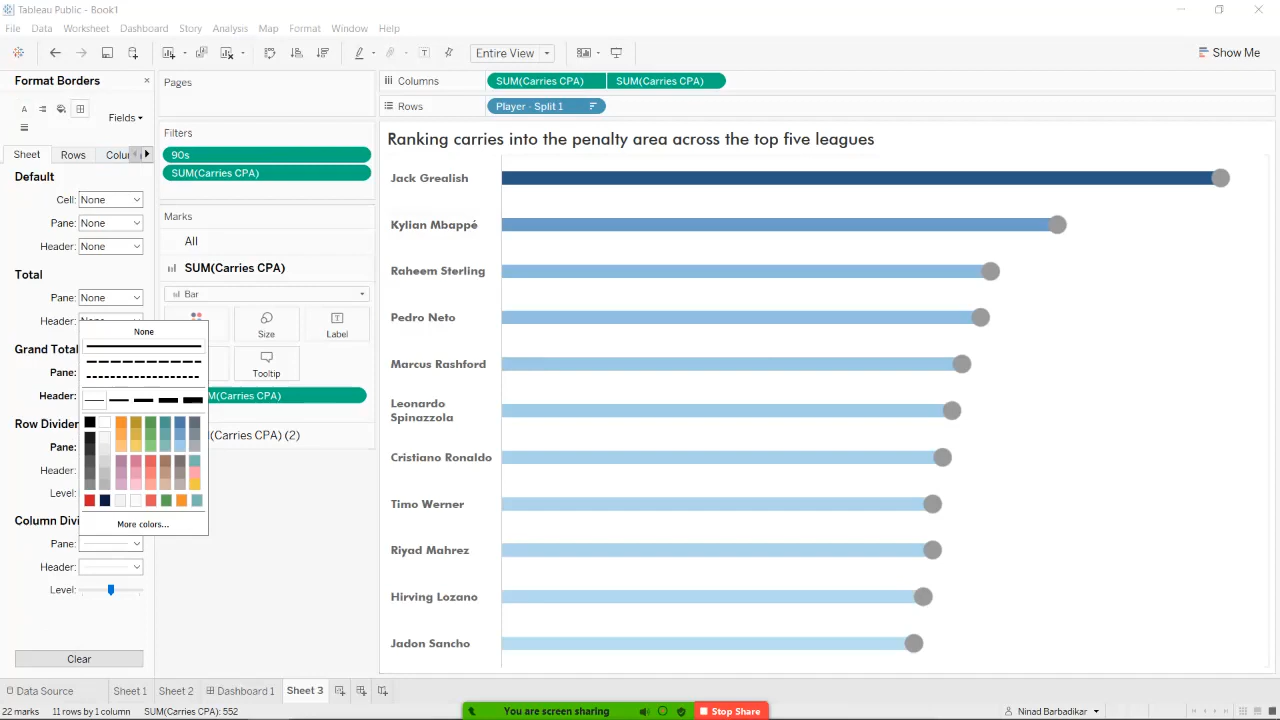 Tableau Public - Book1
File Data Worksheet Dashboard Story Analysis Map Format Window Help
Entire View
Show Me
Format Borders
Fields
Sheet Rows Colu
Default
Cell: None
Pane: None
Header: None
Total
Pane: None
Header: None
Grand Total
Pane:
Header:
Row Divider
Pane:
Header:
Level:
Column Divi
Pane:
Header:
Level:
Clear
None
More colors...
Pages
Filters
90s
SUM(Carries CPA)
Marks
All
SUM(Carries CPA)
Bar
Size
Label
Tooltip
M(Carries CPA)
(Carries CPA) (2)
Columns SUM(Carries CPA) SUM(Carries CPA)
Rows Player - Split 1
Ranking carries into the penalty area across the top five leagues
Jack Grealish
Kylian Mbappé
Raheem Sterling
Pedro Neto
Marcus Rashford
Leonardo
Spinazzola
Cristiano Ronaldo
Timo Werner
Riyad Mahrez
Hirving Lozano
Jadon Sancho
Data Source Sheet 1 Sheet 2 Dashboard 1 Sheet 3
22 marks 11 rows by 1 column SUM(Carries CPA): 552
You are screen sharing Stop Share
Ninad Barbadikar